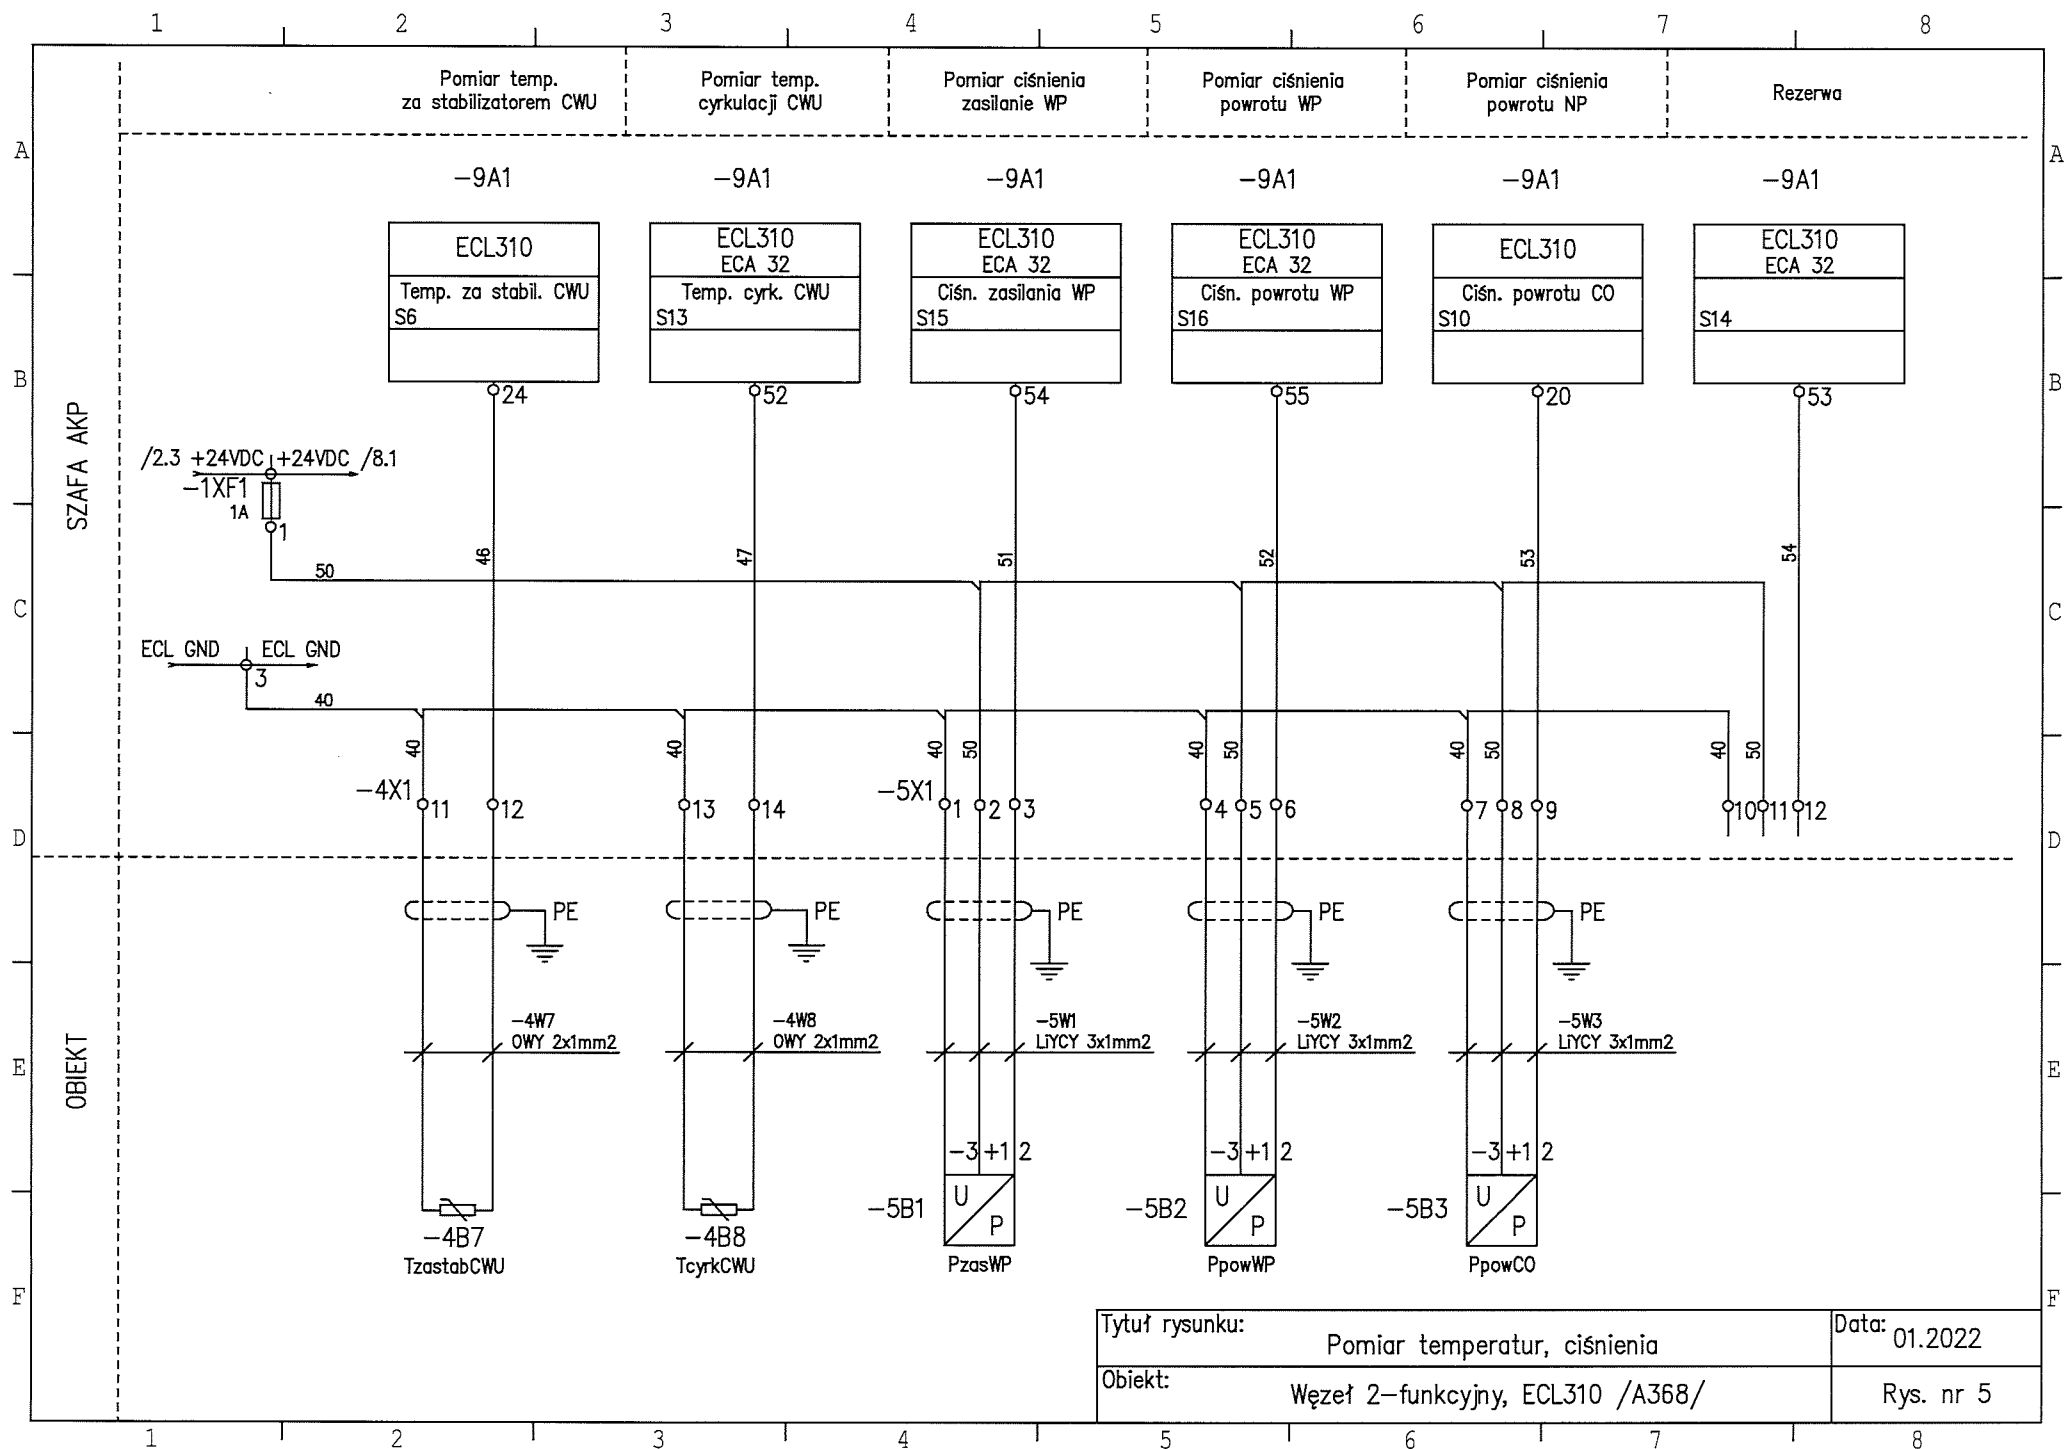 1 2 3 4 5 6 7 8
Pomiar temp.
za stabilizatorem CWU
Pomiar temp.
cyrkulacji CWU
Pomiar ciśnienia
zasilanie WP
Pomiar ciśnienia
powrotu WP
Pomiar ciśnienia
powrotu NP
Rezerwa
A A
-9A1 -9A1 -9A1 -9A1 -9A1 -9A1
ECL310
Temp. za stabil. CWU
S6
24
ECL310
ECA 32
Temp. cyrk. CWU
S13
52
ECL310
ECA 32
Ciśn. zasilania WP
S15
54
ECL310
ECA 32
Ciśn. powrotu WP
S16
55
ECL310
Ciśn. powrotu CO
S10
20
ECL310
ECA 32
S14
53
B B
SZAFA AKP
/2.3 +24VDC +24VDC /8.1
-1XF1
1A
1
46 47 51 52 53 54
50
C C
ECL GND ECL GND
3
40
40 40 40 50 40 50 40 50 40 50
-4X1 11 12 13 14 -5X1 1 2 3 4 5 6 7 8 9 10 11 12
D D
PE PE PE PE PE
-4W7
OWY 2x1mm2
-4W8
OWY 2x1mm2
-5W1
LiYCY 3x1mm2
-5W2
LiYCY 3x1mm2
-5W3
LiYCY 3x1mm2
E E
OBIEKT
-3 +1 2 -3 +1 2 -3 +1 2
-4B7
TzastabCWU
-4B8
TcyrkCWU
-5B1
U
P
PzasWP
-5B2
U
P
PpowWP
-5B3
U
P
PpowCO
F F
Tytuł rysunku:
Pomiar temperatur, ciśnienia
Data: 01.2022
Obiekt:
Węzeł 2-funkcyjny, ECL310 /A368/
Rys. nr 5
1 2 3 4 5 6 7 8